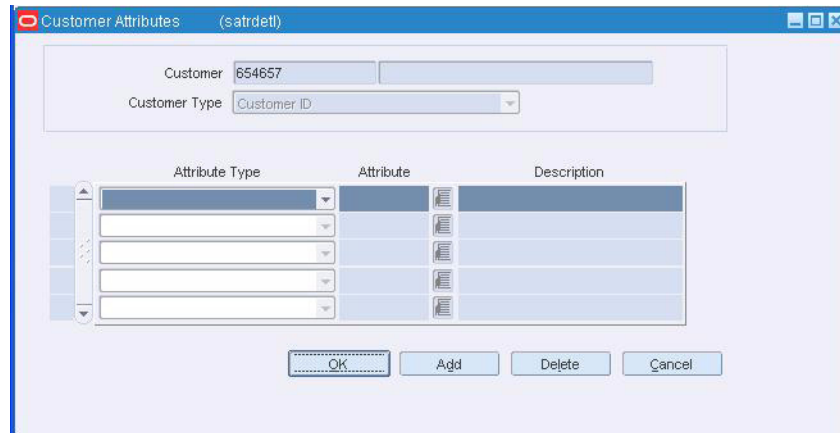 Customer Attributes (satrdetl)
Customer 654657
Customer Type Customer ID
Attribute Type Attribute Description
OK Add Delete Cancel